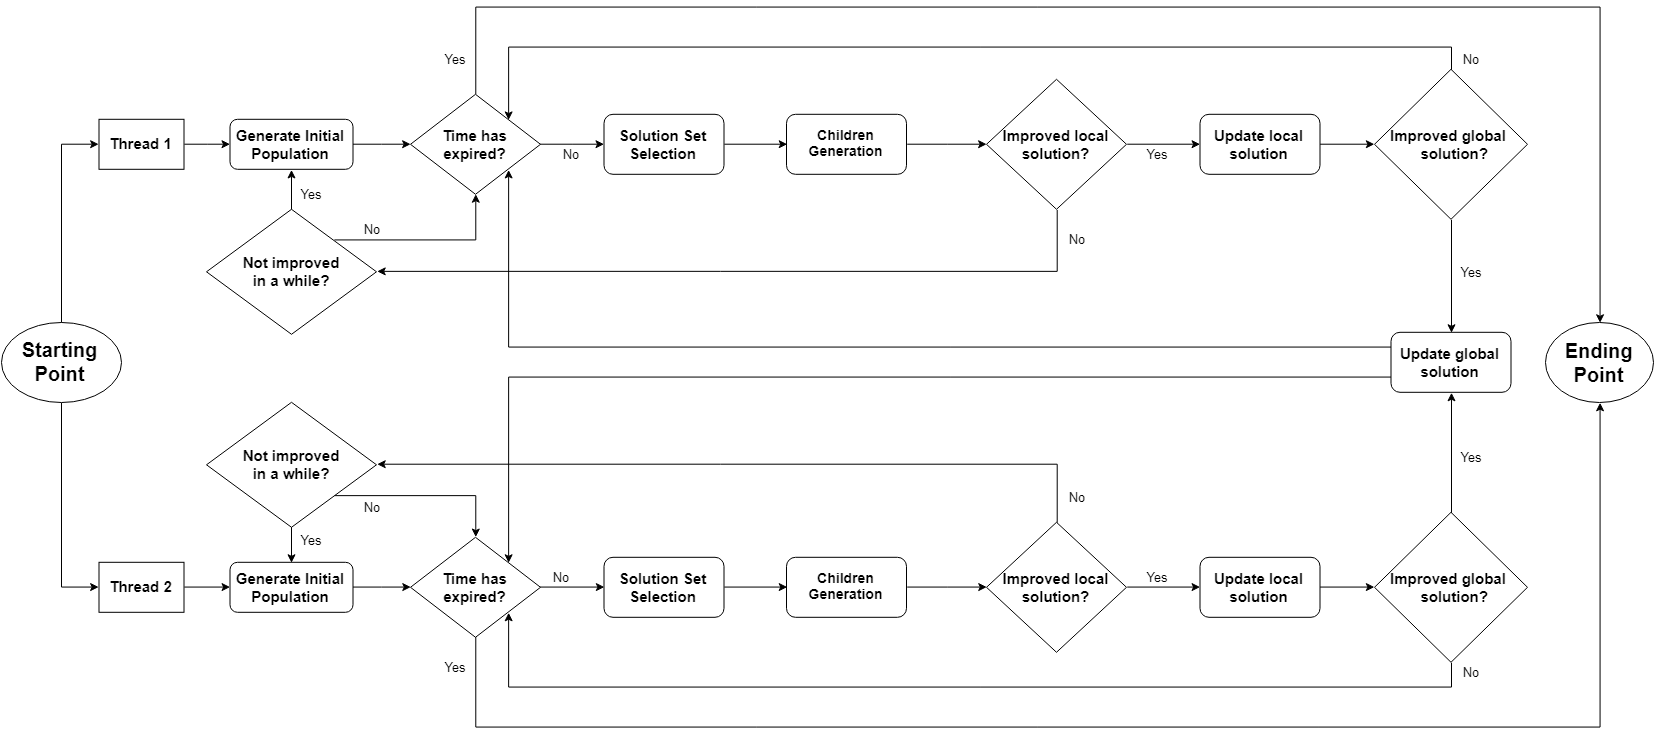 Yes
No
Thread 1
Generate Initial
Population
Time has
expired?
No
Solution Set
Selection
Children
Generation
Improved local
solution?
Yes
Update local
solution
Improved global
solution?
Yes
No
No
Not improved
in a while?
Yes
Starting
Point
Update global
solution
Ending
Point
Not improved
in a while?
No
Yes
No
Yes
Thread 2
Generate Initial
Population
Time has
expired?
No
Solution Set
Selection
Children
Generation
Improved local
solution?
Yes
Update local
solution
Improved global
solution?
Yes
No